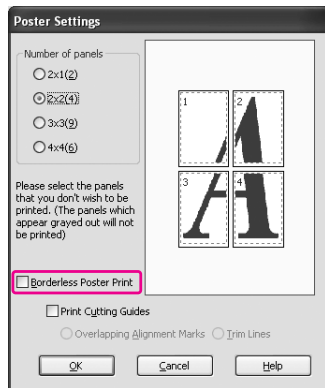 Poster Settings
Number of panels
2x1(2)
2x2(4)
3x3(9)
4x4(6)
Please select the panels
that you don't wish to be
printed. (The panels which
appear grayed out will not
be printed)
1
2
3
4
A
Borderless Poster Print
Print Cutting Guides
Overlapping Alignment Marks
Trim Lines
OK
Cancel
Help